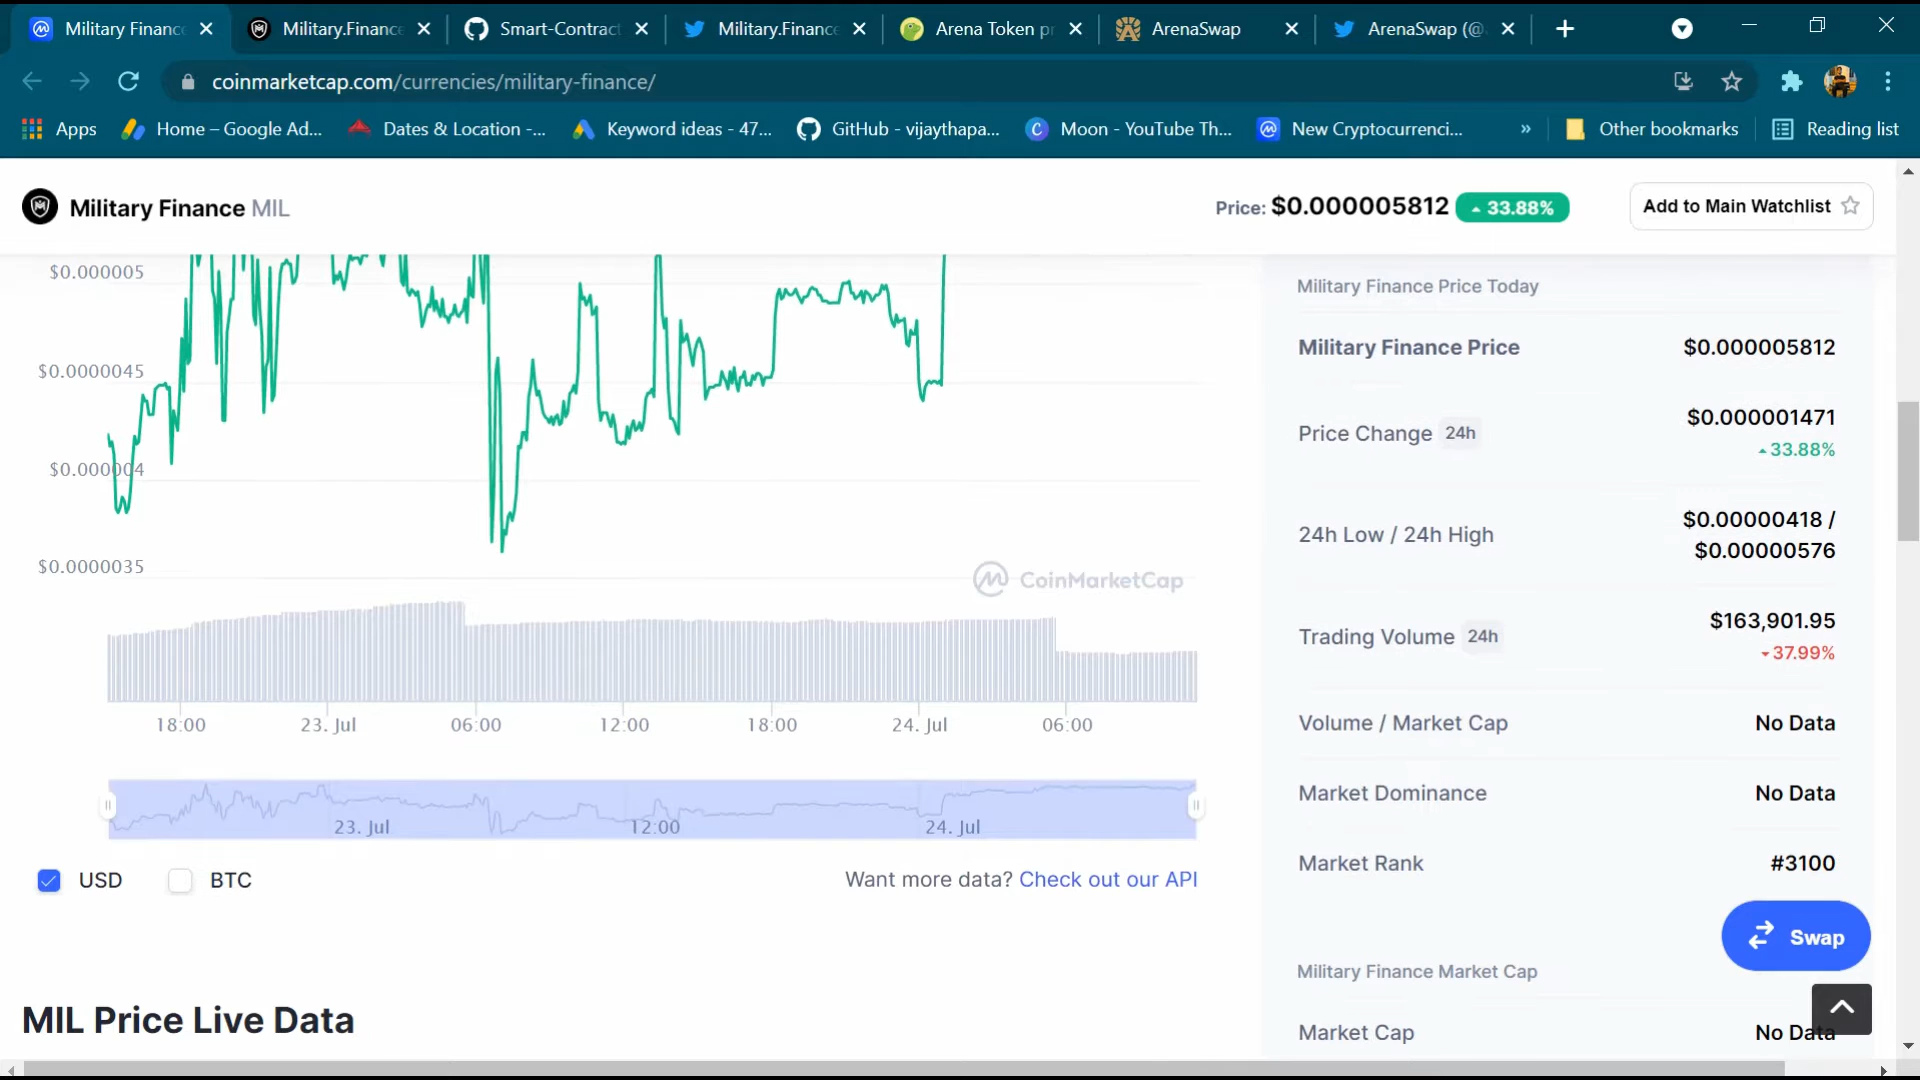 Military Finance
Military.Finance
Smart-Contract
Military.Finance
Arena Token pr
ArenaSwap
ArenaSwap (@
coinmarketcap.com/currencies/military-finance/
Apps
Home – Google Ad...
Dates & Location -...
Keyword ideas - 47...
GitHub - vijaythapa...
Moon - YouTube Th...
New Cryptocurrenci...
»
Other bookmarks
Reading list
Military Finance MIL
Price: $0.000005812 33.88%
Add to Main Watchlist
$0.000005
$0.0000045
$0.000004
$0.0000035
CoinMarketCap
18:00 23. Jul 06:00 12:00 18:00 24. Jul 06:00
23. Jul 12:00 24. Jul
USD BTC
Want more data? Check out our API
MIL Price Live Data
Military Finance Price Today
Military Finance Price $0.000005812
Price Change 24h $0.000001471
33.88%
24h Low / 24h High $0.00000418 /
$0.00000576
Trading Volume 24h $163,901.95
37.99%
Volume / Market Cap No Data
Market Dominance No Data
Market Rank #3100
Swap
Military Finance Market Cap
Market Cap No Data